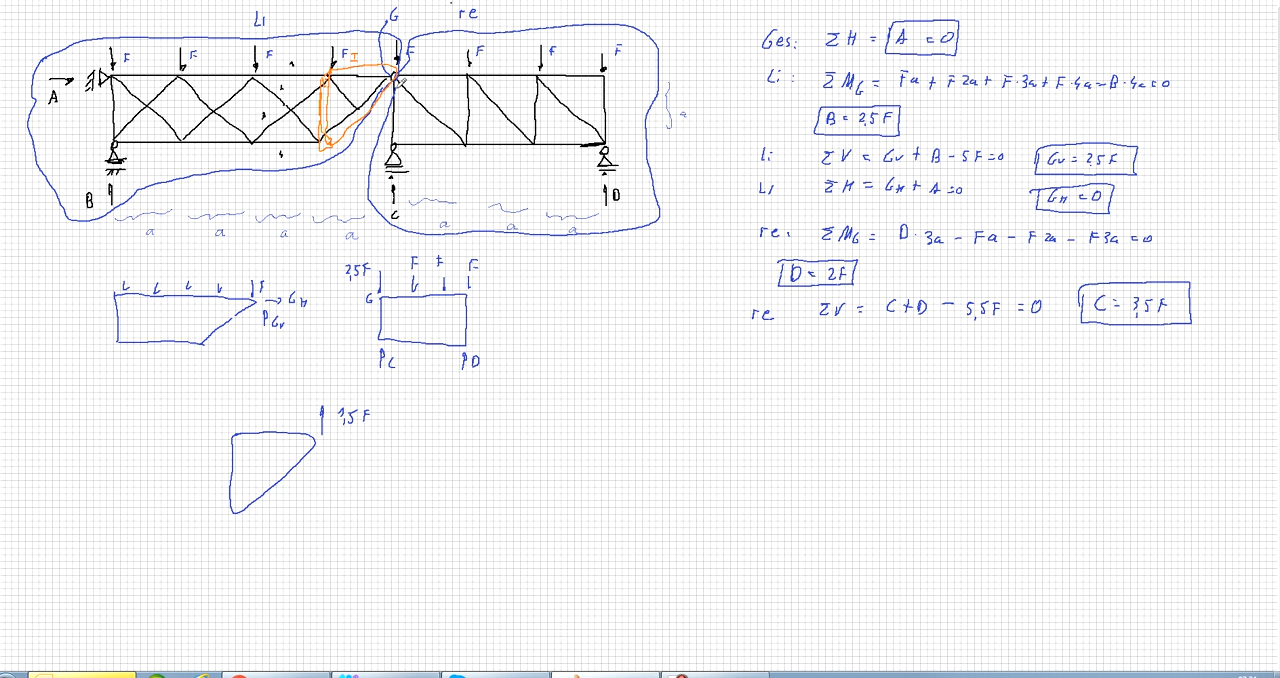 Li
G
re
F
F
F
F I
F
F
F
F
A
a
B
C
D
a
a
a
a
a
a
a
2,5F
F
F
F
F
G
GH
GV
C
D
1,5F
Ges: ΣH = A = 0
Li: ΣMG = Fa + F2a + F·3a + F·4a - B·4a = 0
B = 2,5F
li ΣV = GV + B - 5F = 0 GV = 2,5F
Li ΣH = GH + A = 0 GH = 0
re: ΣMG = D·3a - Fa - F2a - F3a = 0
D = 2F
re ΣV = C+D - 5,5F = 0 C = 3,5F